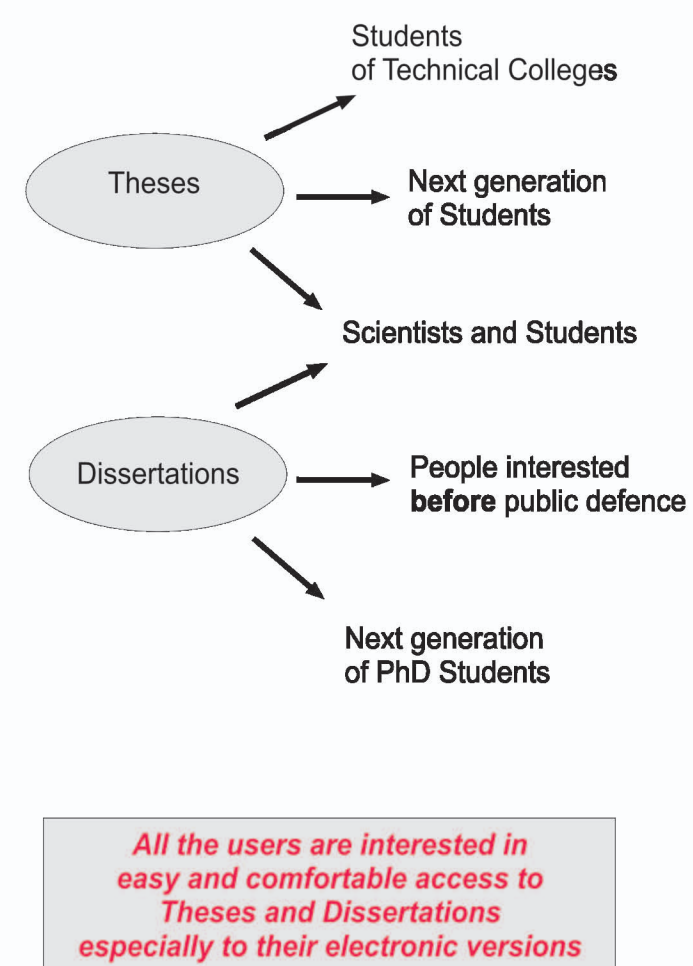 Students
of Technical Colleges
Theses
Next generation
of Students
Scientists and Students
Dissertations
People interested
before public defence
Next generation
of PhD Students
All the users are interested in
easy and comfortable access to
Theses and Dissertations
especially to their electronic versions